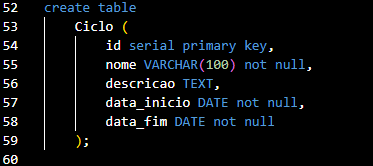 52 create table
53 Ciclo (
54 id serial primary key,
55 nome VARCHAR(100) not null,
56 descricao TEXT,
57 data_inicio DATE not null,
58 data_fim DATE not null
59 );
60